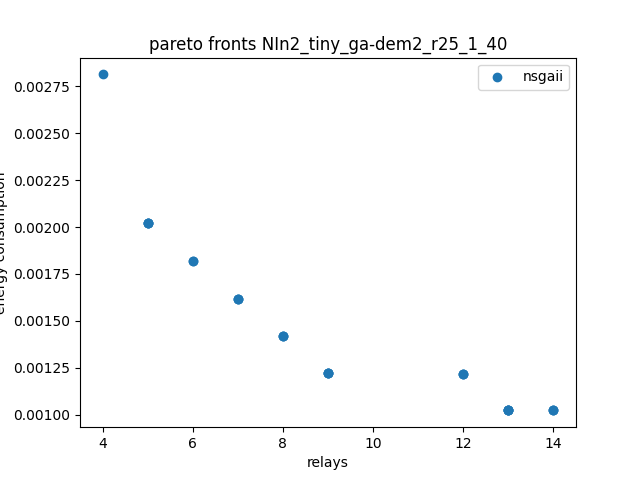 pareto fronts NIn2_tiny_ga-dem2_r25_1_40
nsgaii
0.00275
0.00250
0.00225
0.00200
0.00175
0.00150
0.00125
0.00100
energy consumption
4 6 8 10 12 14
relays